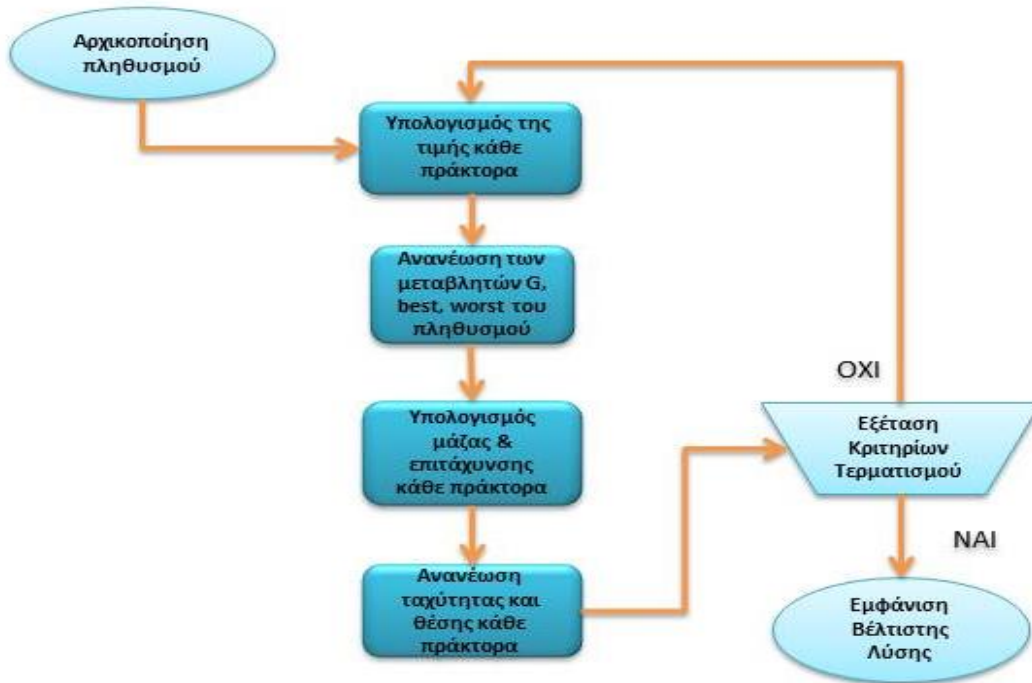 Αρχικοποίηση
πληθυσμού
Υπολογισμός της
τιμής κάθε
πράκτορα
Ανανέωση των
μεταβλητών G,
best, worst του
πληθυσμού
Υπολογισμός
μάζας &
επιτάχυνσης
κάθε πράκτορα
Ανανέωση
ταχύτητας και
θέσης κάθε
πράκτορα
ΟΧΙ
Εξέταση
Κριτηρίων
Τερματισμού
ΝΑΙ
Εμφάνιση
Βέλτιστης
Λύσης